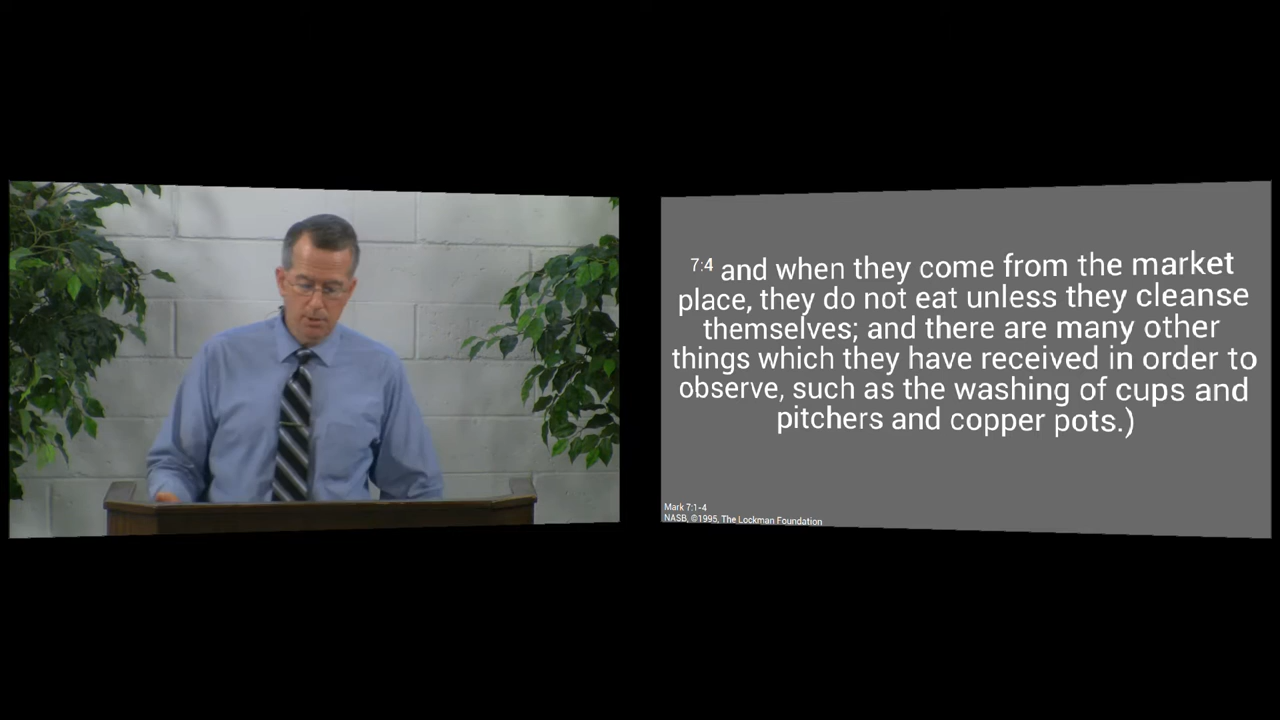 7:4 and when they come from the market
place, they do not eat unless they cleanse
themselves; and there are many other
things which they have received in order to
observe, such as the washing of cups and
pitchers and copper pots.)
Mark 7:1-4
NASB, ©1995, The Lockman Foundation